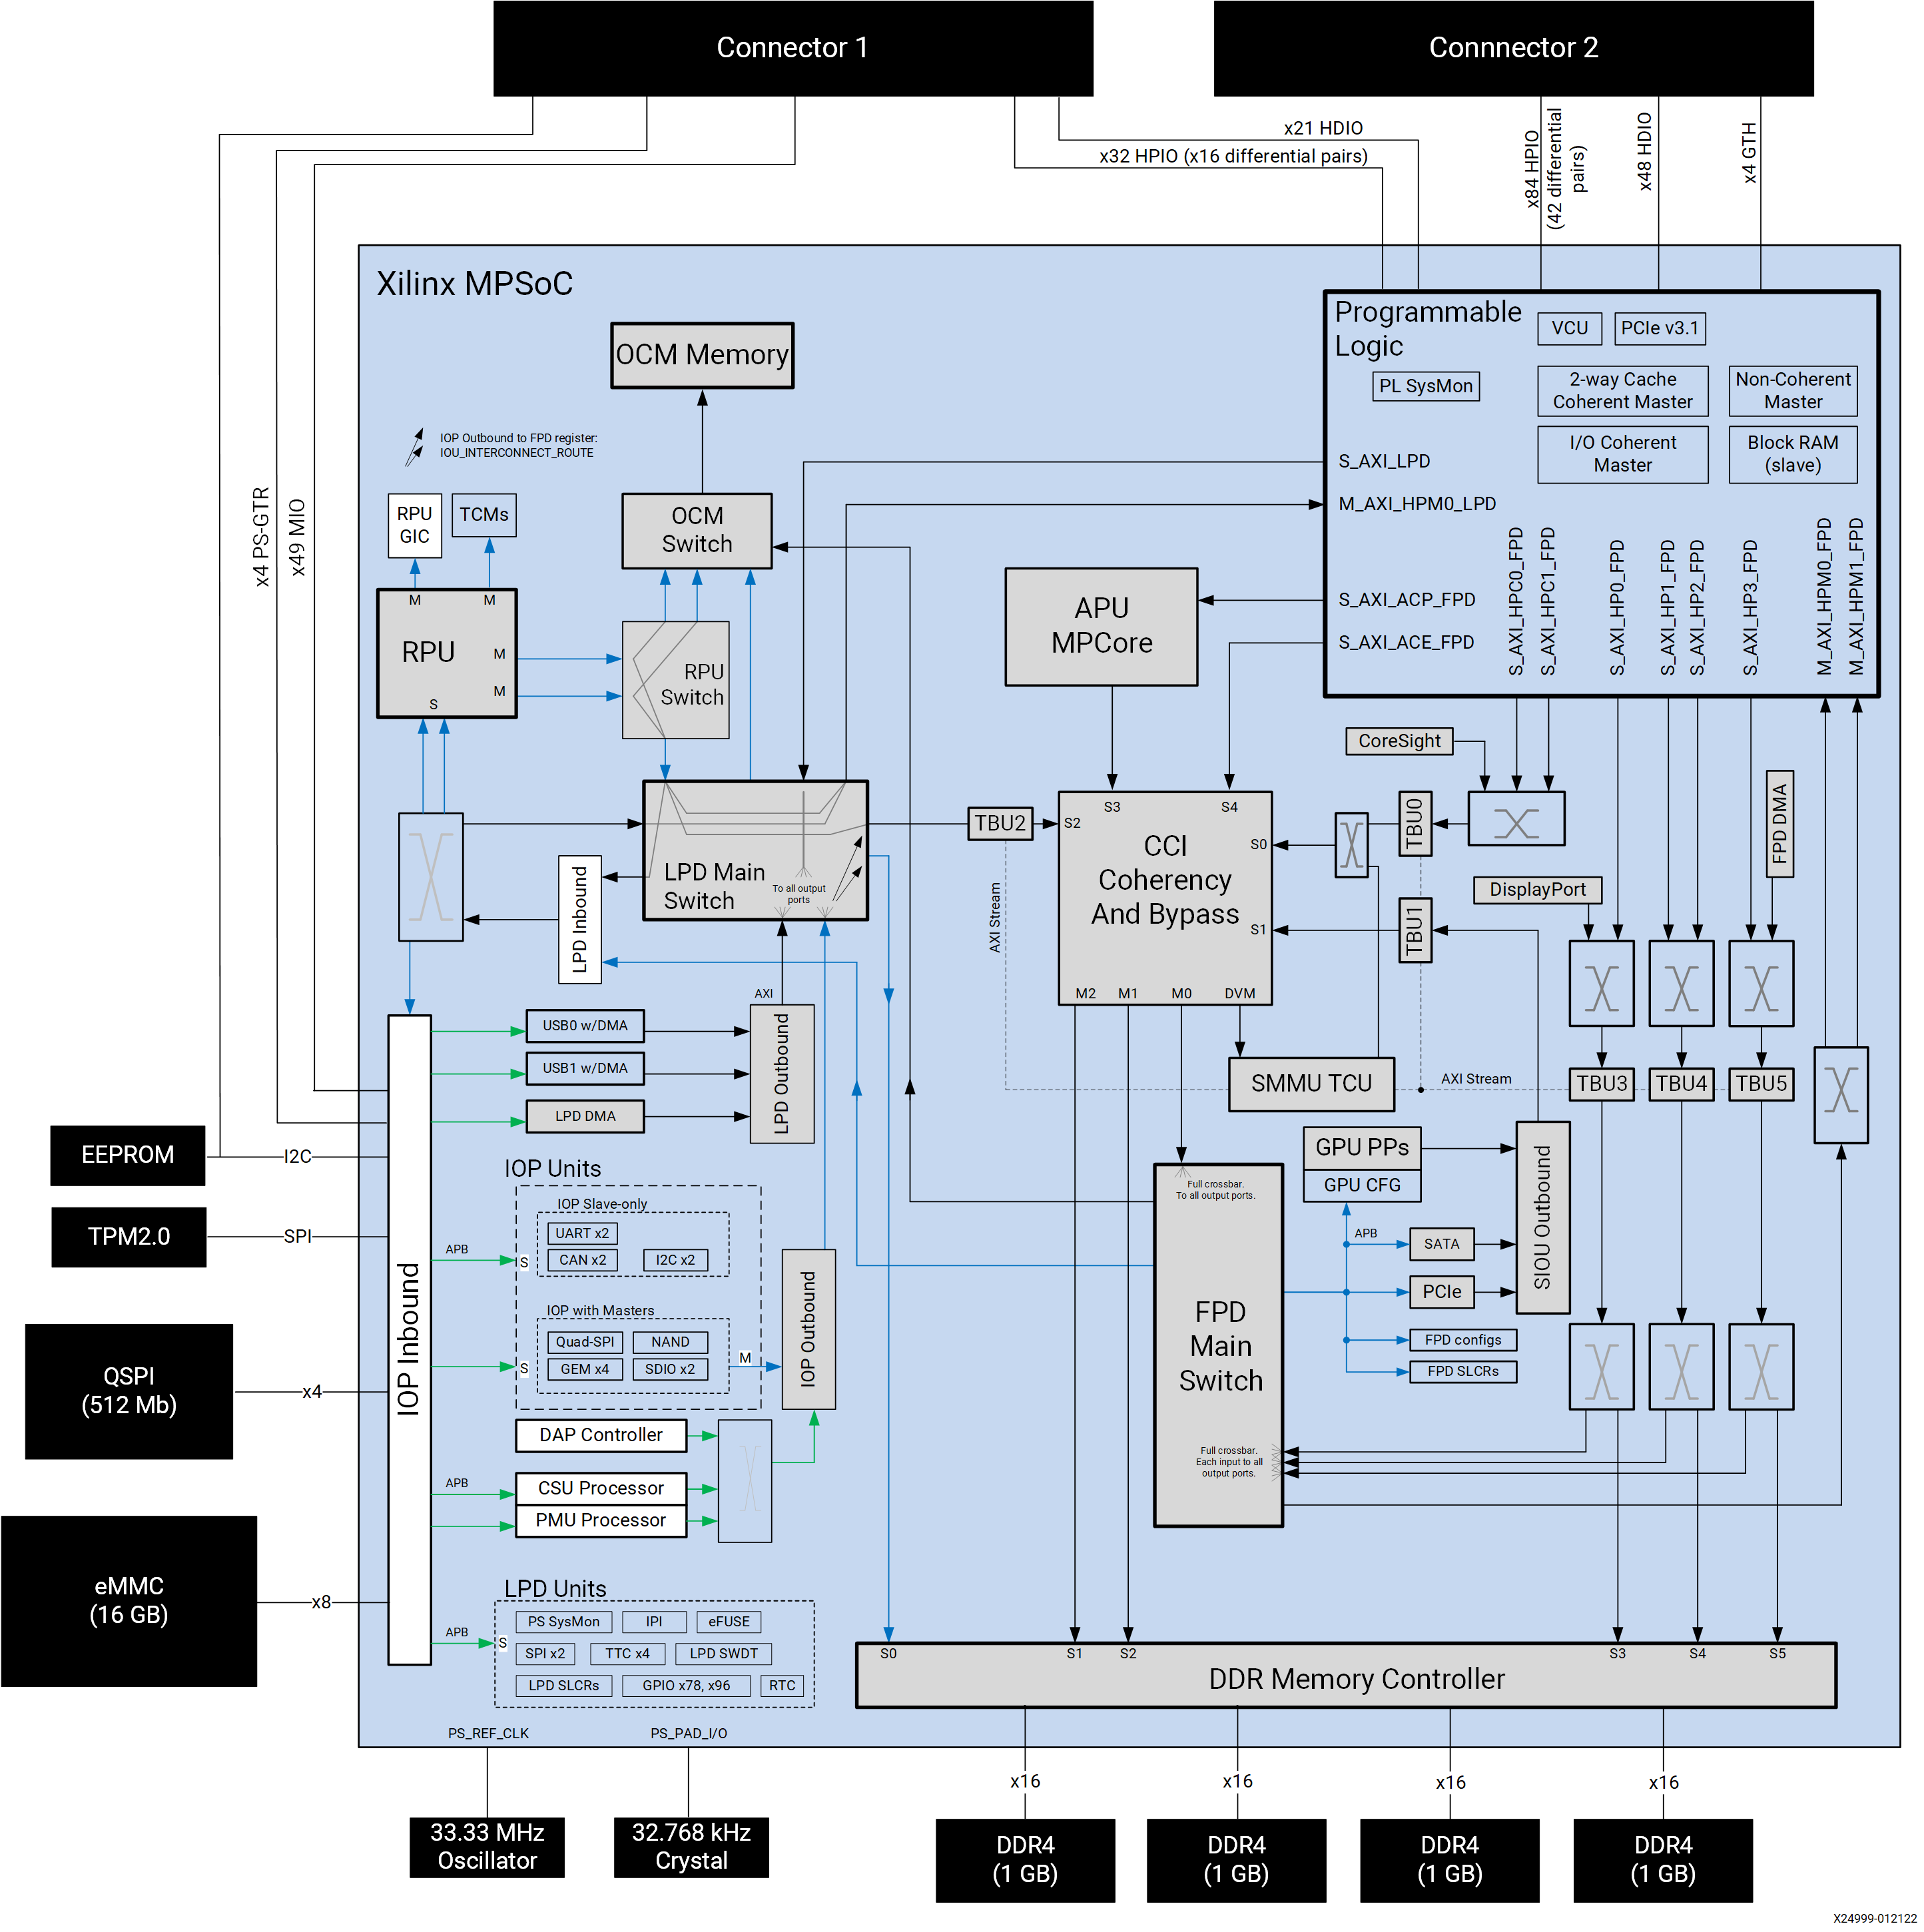 Connector 1
Connnector 2
x21 HDIO
x32 HPIO (x16 differential pairs)
x84 HPIO
(42 differential
pairs)
x48 HDIO
x4 GTH
x4 PS-GTR
x49 MIO
Xilinx MPSoC
Programmable
Logic
VCU
PCIe v3.1
PL SysMon
2-way Cache
Coherent Master
Non-Coherent
Master
I/O Coherent
Master
Block RAM
(slave)
S_AXI_LPD
M_AXI_HPM0_LPD
S_AXI_ACP_FPD
S_AXI_ACE_FPD
S_AXI_HPC0_FPD
S_AXI_HPC1_FPD
S_AXI_HP0_FPD
S_AXI_HP1_FPD
S_AXI_HP2_FPD
S_AXI_HP3_FPD
M_AXI_HPM0_FPD
M_AXI_HPM1_FPD
OCM Memory
IOP Outbound to FPD register:
IOU_INTERCONNECT_ROUTE
RPU
GIC
TCMs
OCM
Switch
M
M
RPU
M
M
S
RPU
Switch
APU
MPCore
CoreSight
FPD DMA
LPD Main
Switch
To all output
ports
TBU2
S3
S4
S2
S0
S1
CCI
Coherency
And Bypass
M2
M1
M0
DVM
TBU0
TBU1
DisplayPort
AXI Stream
LPD Inbound
AXI
USB0 w/DMA
USB1 w/DMA
LPD DMA
LPD Outbound
SMMU TCU
AXI Stream
TBU3
TBU4
TBU5
EEPROM
I2C
TPM2.0
SPI
QSPI
(512 Mb)
x4
eMMC
(16 GB)
x8
IOP Inbound
IOP Units
IOP Slave-only
UART x2
CAN x2
I2C x2
APB
S
IOP with Masters
Quad-SPI
NAND
GEM x4
SDIO x2
S
M
IOP Outbound
DAP Controller
APB
CSU Processor
PMU Processor
GPU PPs
GPU CFG
APB
SATA
PCIe
FPD configs
FPD SLCRs
SIOU Outbound
Full crossbar.
To all output ports.
FPD
Main
Switch
Full crossbar.
Each input to all
output ports.
LPD Units
APB
S
PS SysMon
IPI
eFUSE
SPI x2
TTC x4
LPD SWDT
LPD SLCRs
GPIO x78, x96
RTC
S0
S1
S2
S3
S4
S5
DDR Memory Controller
PS_REF_CLK
PS_PAD_I/O
x16
x16
x16
x16
33.33 MHz
Oscillator
32.768 kHz
Crystal
DDR4
(1 GB)
DDR4
(1 GB)
DDR4
(1 GB)
DDR4
(1 GB)
X24999-012122